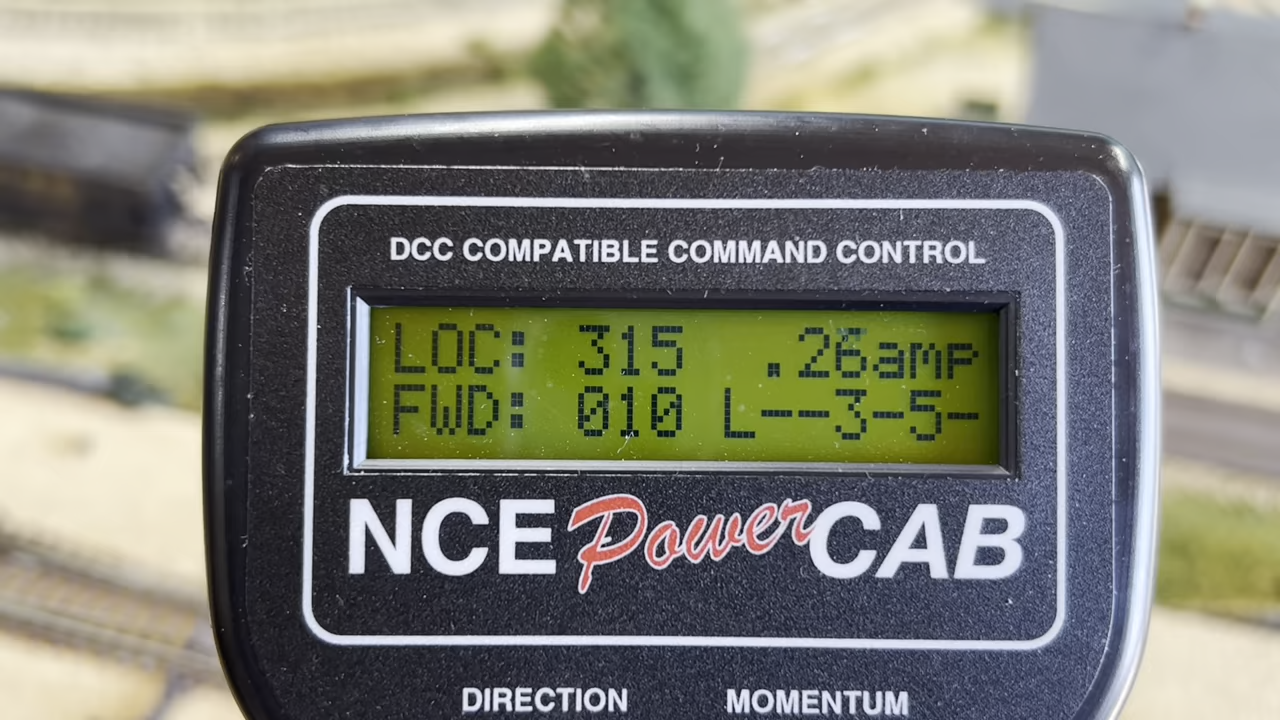 DCC COMPATIBLE COMMAND CONTROL
LOC: 315 .26amp
FWD: 010 L--3-5-
NCE Power CAB
DIRECTION MOMENTUM